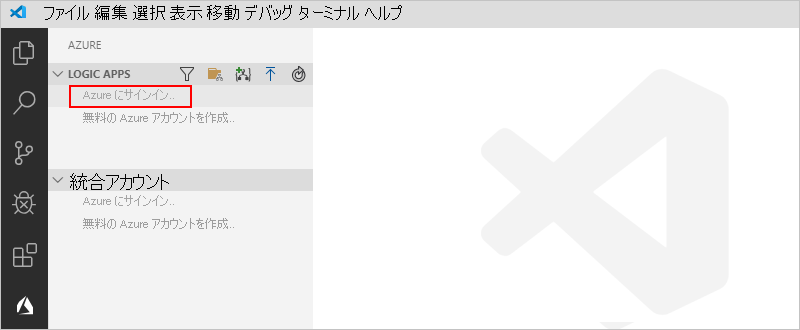 ファイル 編集 選択 表示 移動 デバッグ ターミナル ヘルプ
AZURE
LOGIC APPS
Azure にサインイン..
無料の Azure アカウントを作成..
統合アカウント
Azure にサインイン..
無料の Azure アカウントを作成..